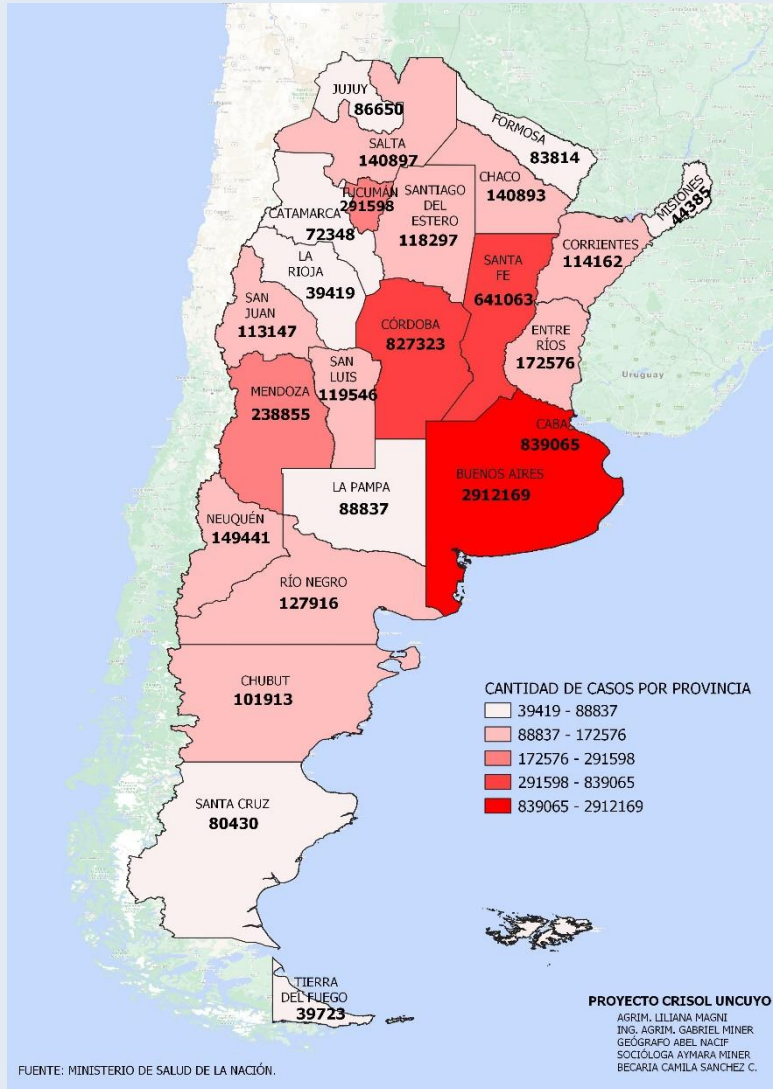 JUJUY
86650
FORMOSA
83814
SALTA
140897
CHACO
140893
MISIONES
44385
TUCUMÁN
291598
SANTIAGO
DEL
ESTERO
118297
CATAMARCA
72348
CORRIENTES
114162
LA
RIOJA
39419
SANTA
FE
641063
SAN
JUAN
113147
CÓRDOBA
827323
ENTRE
RÍOS
172576
SAN
LUIS
119546
MENDOZA
238855
Uruguay
CABA
839065
BUENOS AIRES
2912169
LA PAMPA
88837
NEUQUÉN
149441
RÍO NEGRO
127916
CHUBUT
101913
CANTIDAD DE CASOS POR PROVINCIA
39419 - 88837
88837 - 172576
172576 - 291598
291598 - 839065
839065 - 2912169
SANTA CRUZ
80430
TIERRA
DEL FUEGO
39723
PROYECTO CRISOL UNCUYO
AGRIM. LILIANA MAGNI
ING. AGRIM. GABRIEL MINER
GEÓGRAFO ABEL NACIF
SOCIÓLOGA AYMARA MINER
BECARIA CAMILA SANCHEZ C.
FUENTE: MINISTERIO DE SALUD DE LA NACIÓN.